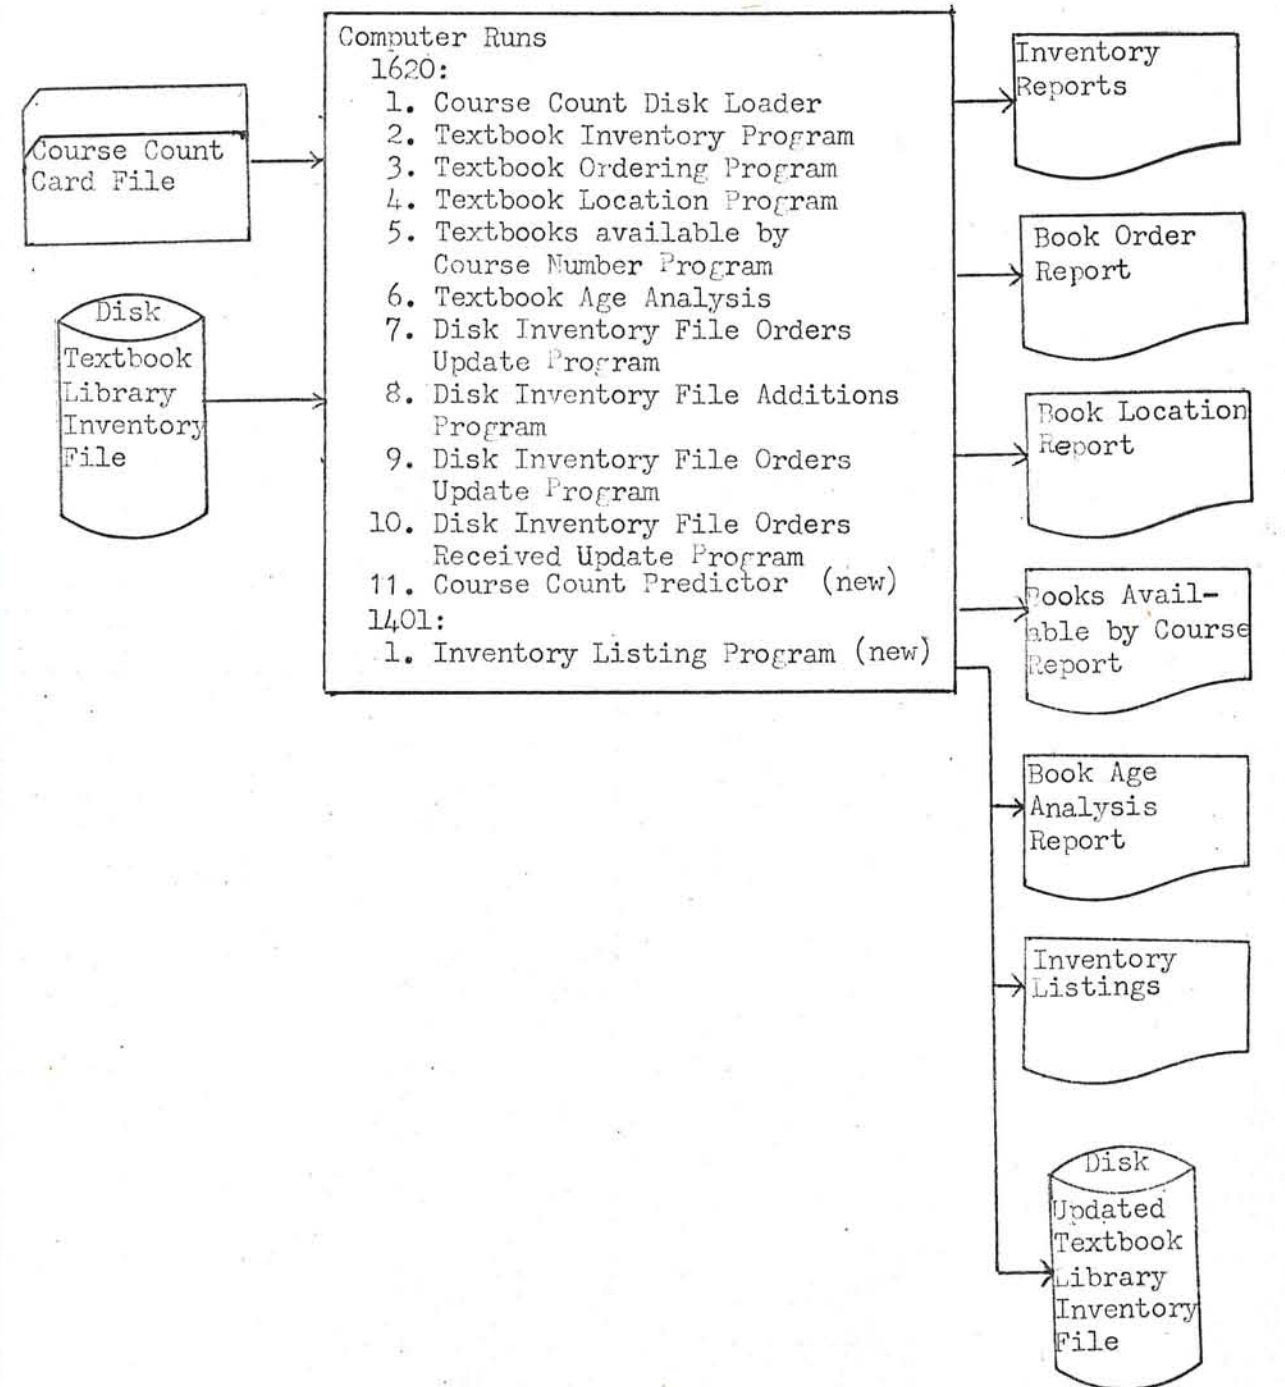 Course Count
Card File
Disk
Textbook
Library
Inventory
File
Computer Runs
1620:
1. Course Count Disk Loader
2. Textbook Inventory Program
3. Textbook Ordering Program
4. Textbook Location Program
5. Textbooks available by
Course Number Program
6. Textbook Age Analysis
7. Disk Inventory File Orders
Update Program
8. Disk Inventory File Additions
Program
9. Disk Inventory File Orders
Update Program
10. Disk Inventory File Orders
Received Update Program
11. Course Count Predictor (new)
1401:
1. Inventory Listing Program (new)
Inventory
Reports
Book Order
Report
Book Location
Report
Books Avail-
able by Course
Report
Book Age
Analysis
Report
Inventory
Listings
Disk
Updated
Textbook
Library
Inventory
File